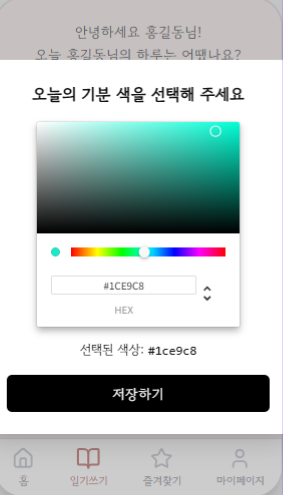 안녕하세요 홍길동님!
오늘 홍길동님의 하루는 어땠나요?
오늘의 기분 색을 선택해 주세요
#1CE9C8
HEX
선택된 색상: #1ce9c8
저장하기
홈 일기쓰기 즐겨찾기 마이페이지